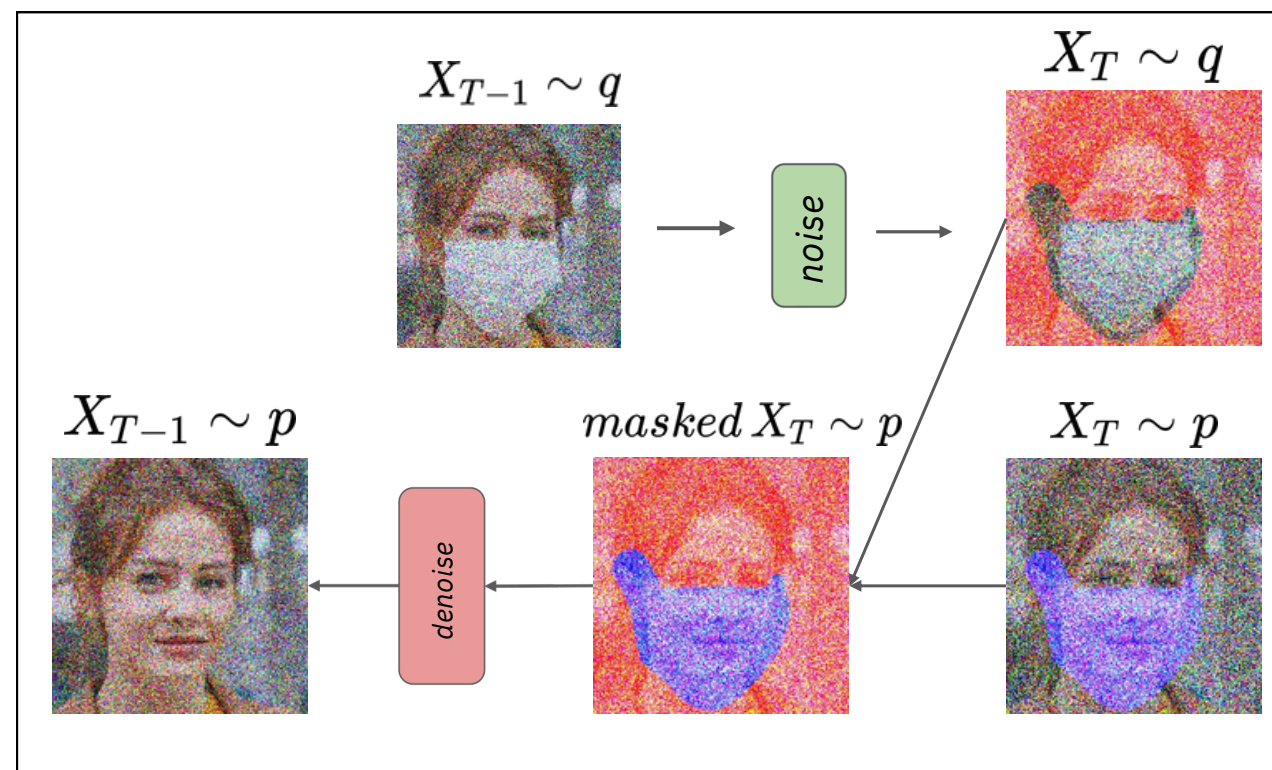 X_{T-1} ∼ q
X_T ∼ q
noise
X_{T-1} ∼ p
masked X_T ∼ p
X_T ∼ p
denoise